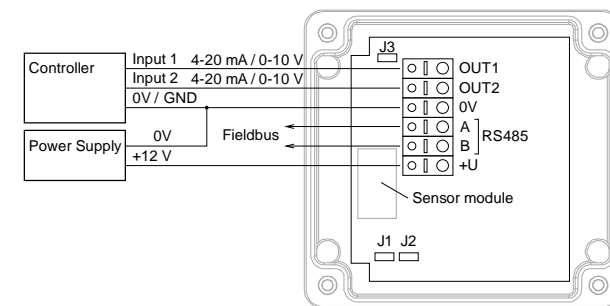 J3
Controller
Input 1 4-20 mA / 0-10 V
Input 2 4-20 mA / 0-10 V
0V / GND
Power Supply
0V
+12 V
Fieldbus
OUT1
OUT2
0V
A
B
RS485
+U
Sensor module
J1 J2